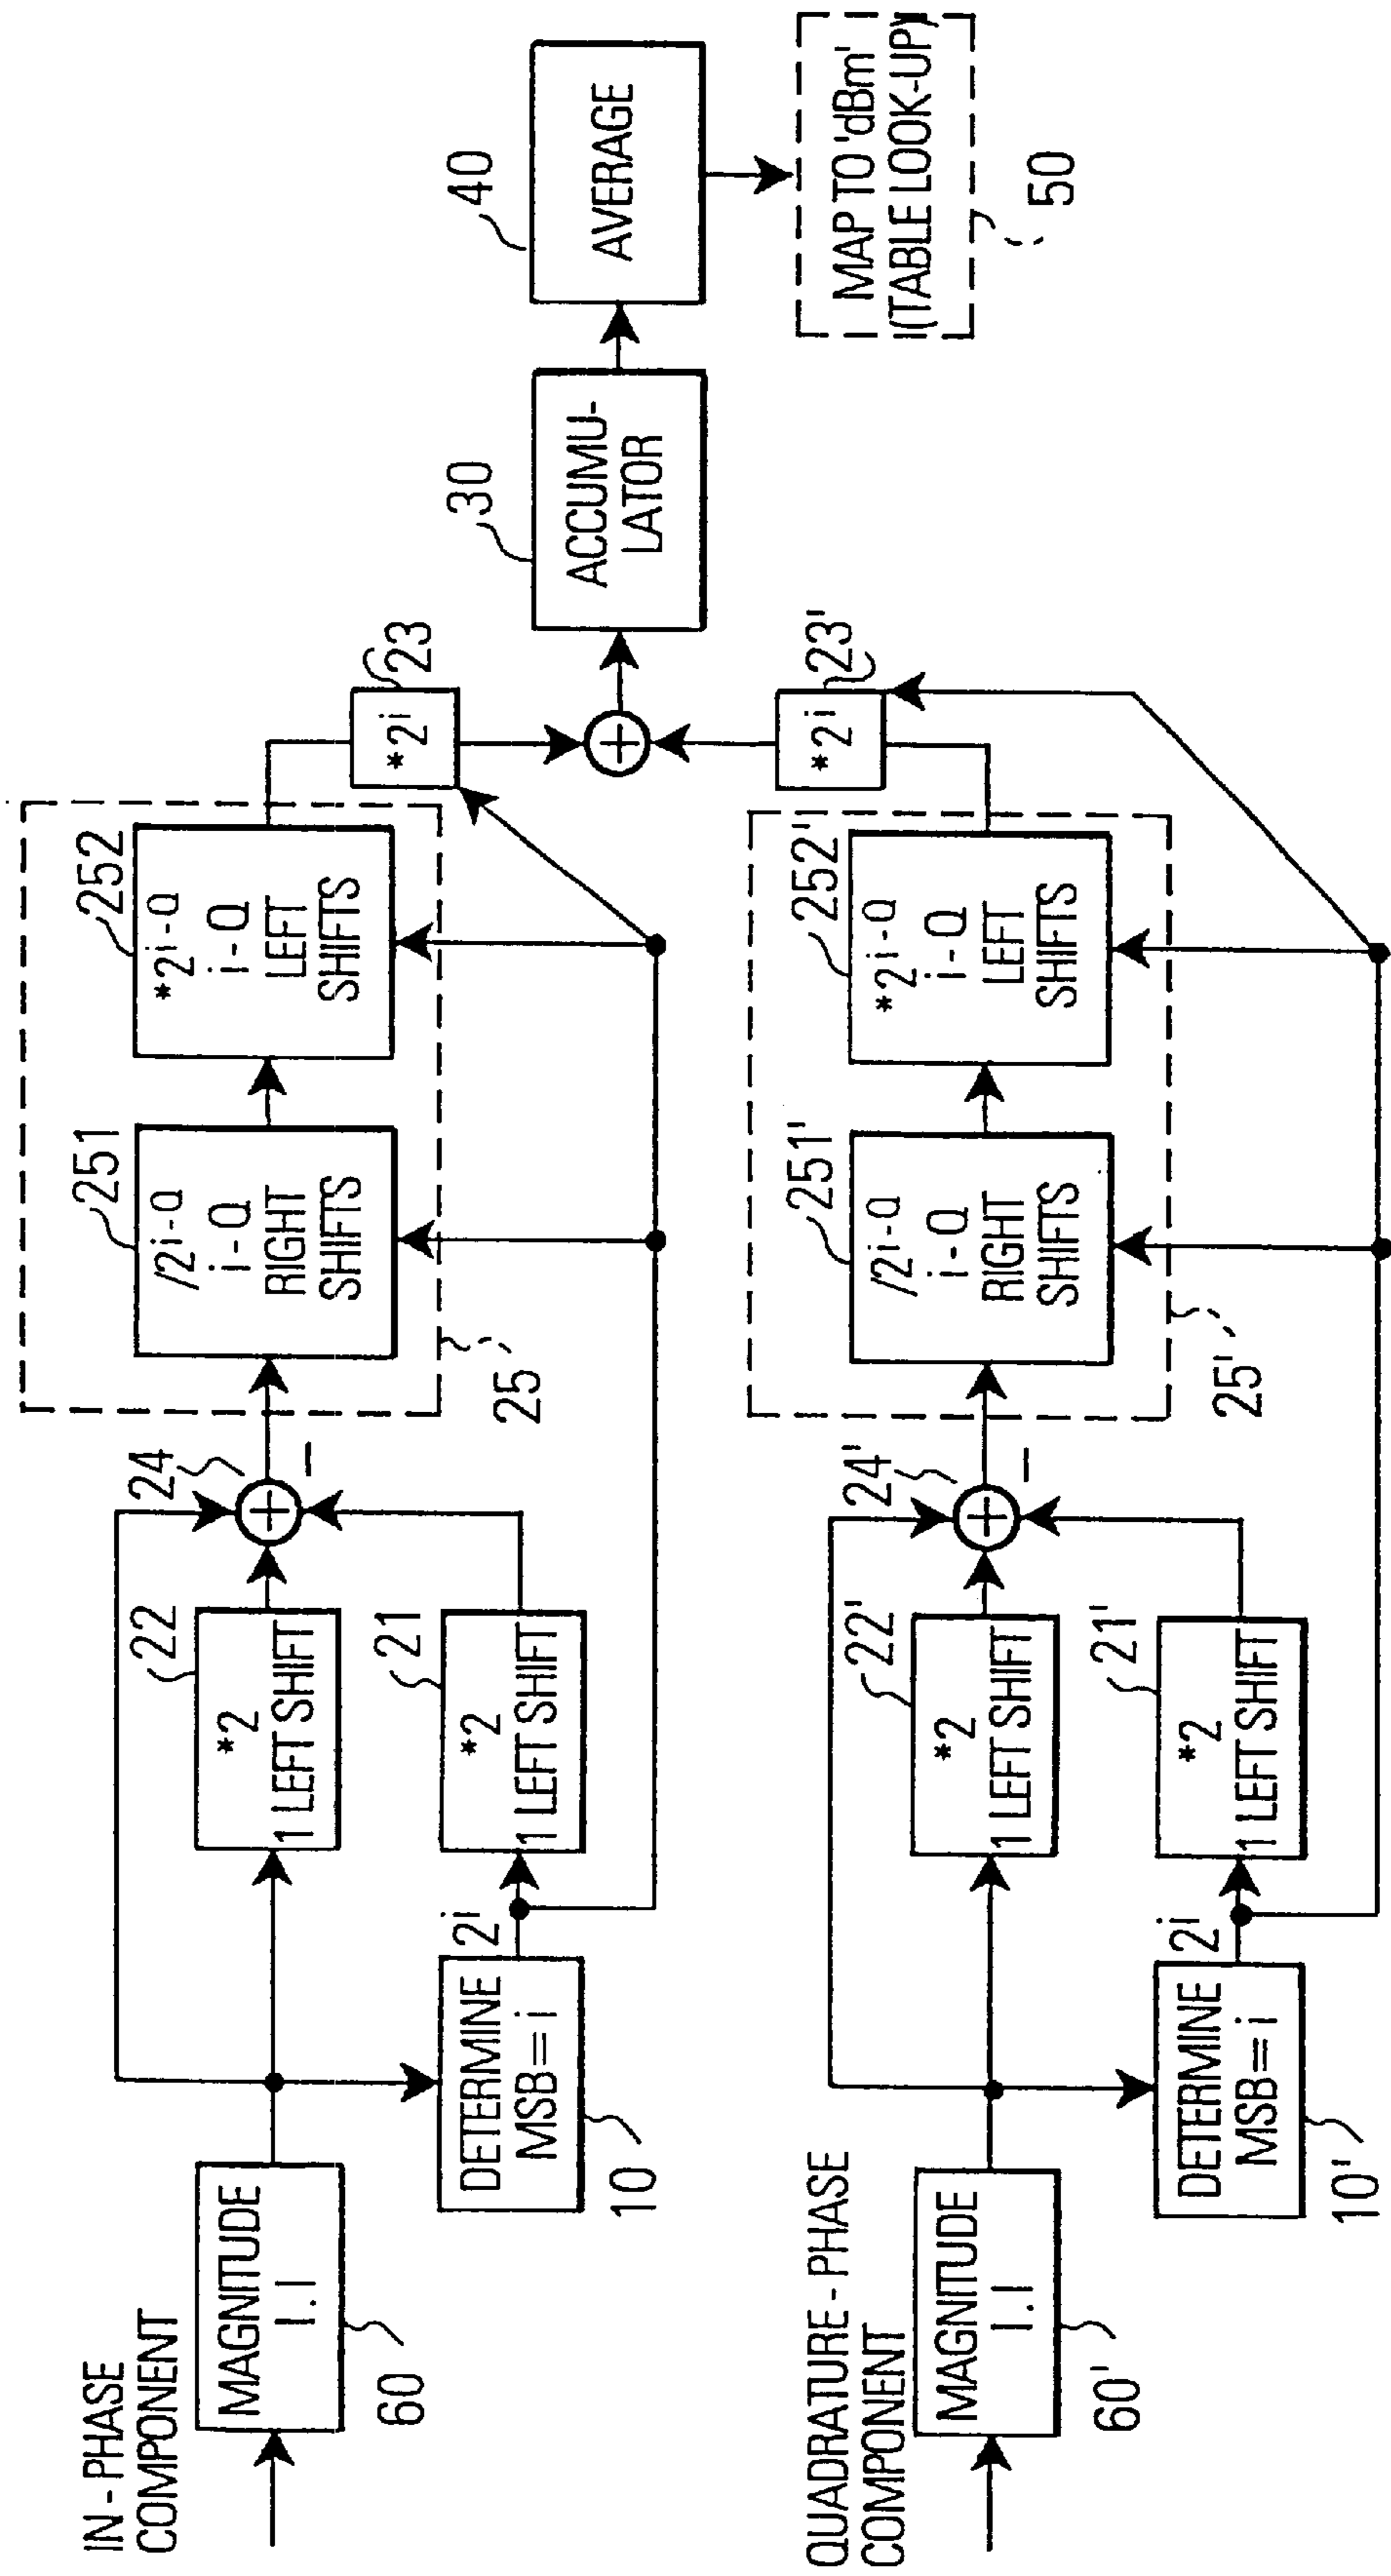 IN-PHASE
COMPONENT
MAGNITUDE
I.I
60
DETERMINE
MSB=i
10
2i
*2
1 LEFT SHIFT
22
*2
1 LEFT SHIFT
21
24
+
−
/2i-Q
i-Q
RIGHT
SHIFTS
251
*2i-Q
i-Q
LEFT
SHIFTS
252
25
*2i
23
QUADRATURE-PHASE
COMPONENT
MAGNITUDE
I.I
60'
DETERMINE
MSB=i
10'
2i
*2
1 LEFT SHIFT
22'
*2
1 LEFT SHIFT
21'
24'
+
−
/2i-Q
i-Q
RIGHT
SHIFTS
251'
*2i-Q
i-Q
LEFT
SHIFTS
252'
25'
*2i
23'
+
ACCUMU-
LATOR
30
AVERAGE
40
MAP TO 'dBm'
(TABLE LOOK-UP)
50